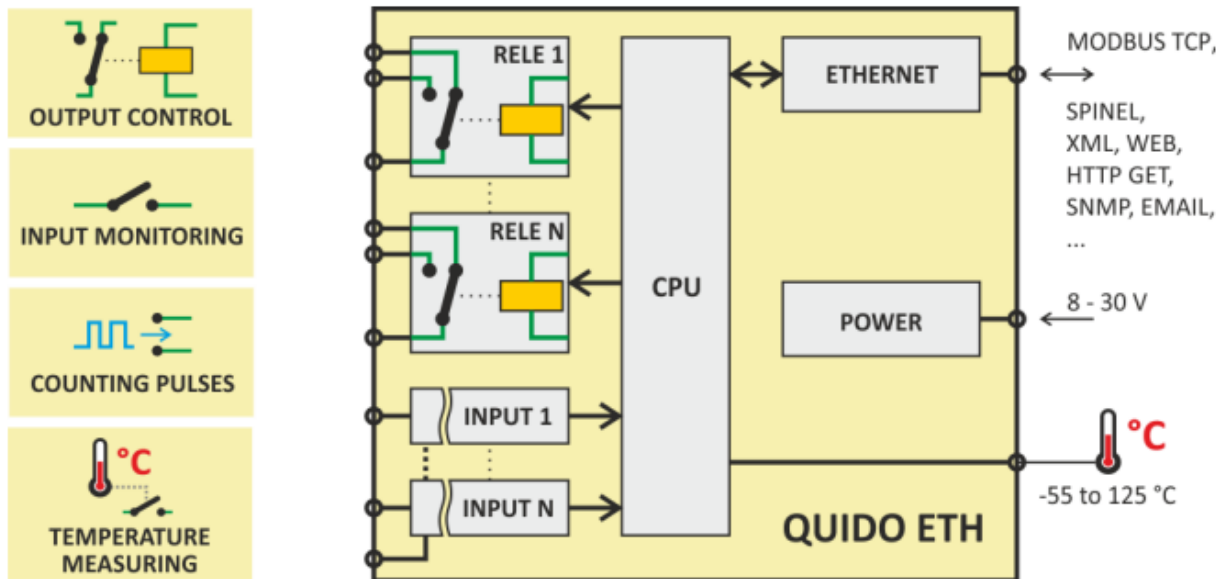 OUTPUT CONTROL
INPUT MONITORING
COUNTING PULSES
°C
TEMPERATURE
MEASURING
RELE 1
RELE N
INPUT 1
INPUT N
CPU
ETHERNET
POWER
QUIDO ETH
MODBUS TCP,
SPINEL,
XML, WEB,
HTTP GET,
SNMP, EMAIL,
...
8 - 30 V
°C
-55 to 125 °C